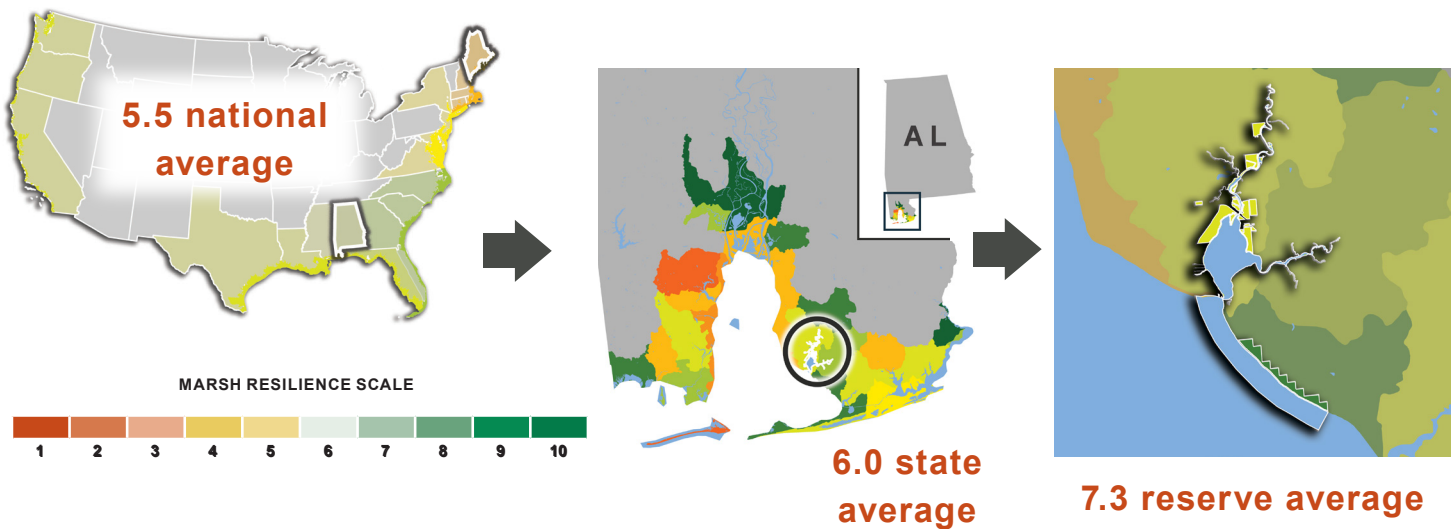 5.5 national
average
AL
MARSH RESILIENCE SCALE
1 2 3 4 5 6 7 8 9 10
6.0 state
average
7.3 reserve average